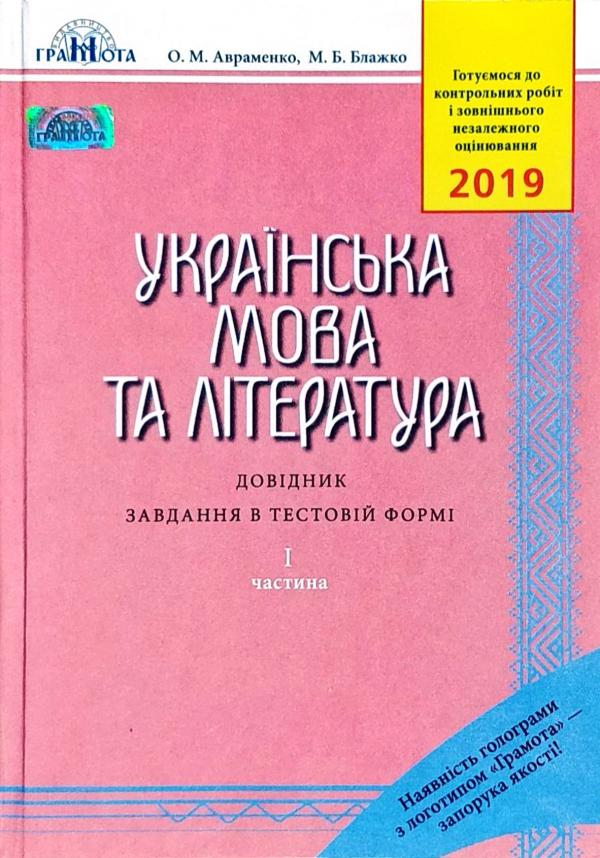 ВИДАВНИЦТВО
ГРАМОТА
О. М. Авраменко, М. Б. Блажко
Готуємося до
контрольних робіт
і зовнішнього
незалежного
оцінювання
2019
ГРАМОТА
УКРАЇНСЬКА
МОВА
ТА ЛІТЕРАТУРА
ДОВІДНИК
ЗАВДАННЯ В ТЕСТОВІЙ ФОРМІ
І
частина
Наявність голограми
з логотипом «Грамота» —
запорука якості!